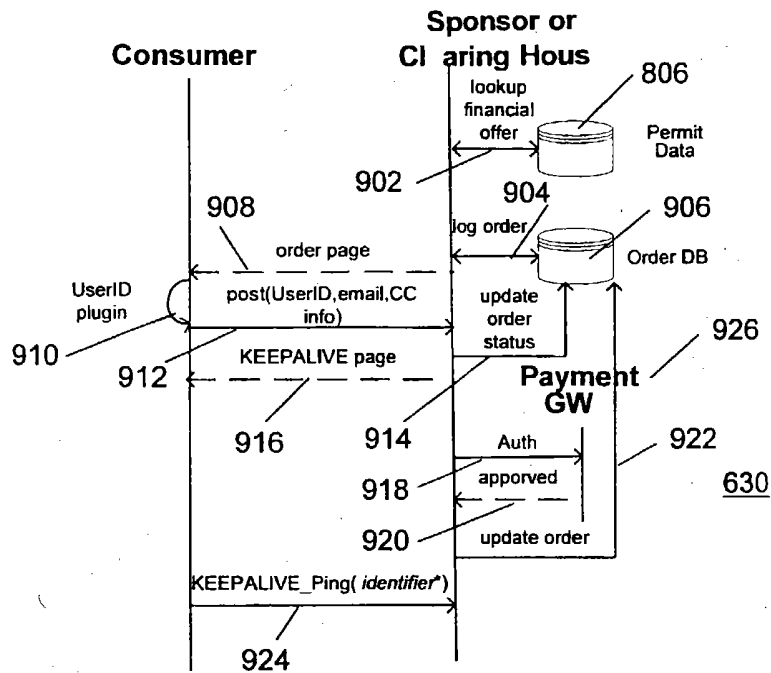 Consumer
Sponsor or
Cl aring Hous
lookup
financial
offer
806
Permit
Data
902
904
908
log order
906
order page
Order DB
UserID
plugin
post(UserID,email,CC
info)
update
order
status
910
912
KEEPALIVE page
926
Payment
GW
916
914
922
Auth
918
apporved
630
920
update order
KEEPALIVE_Ping( identifier*)
924